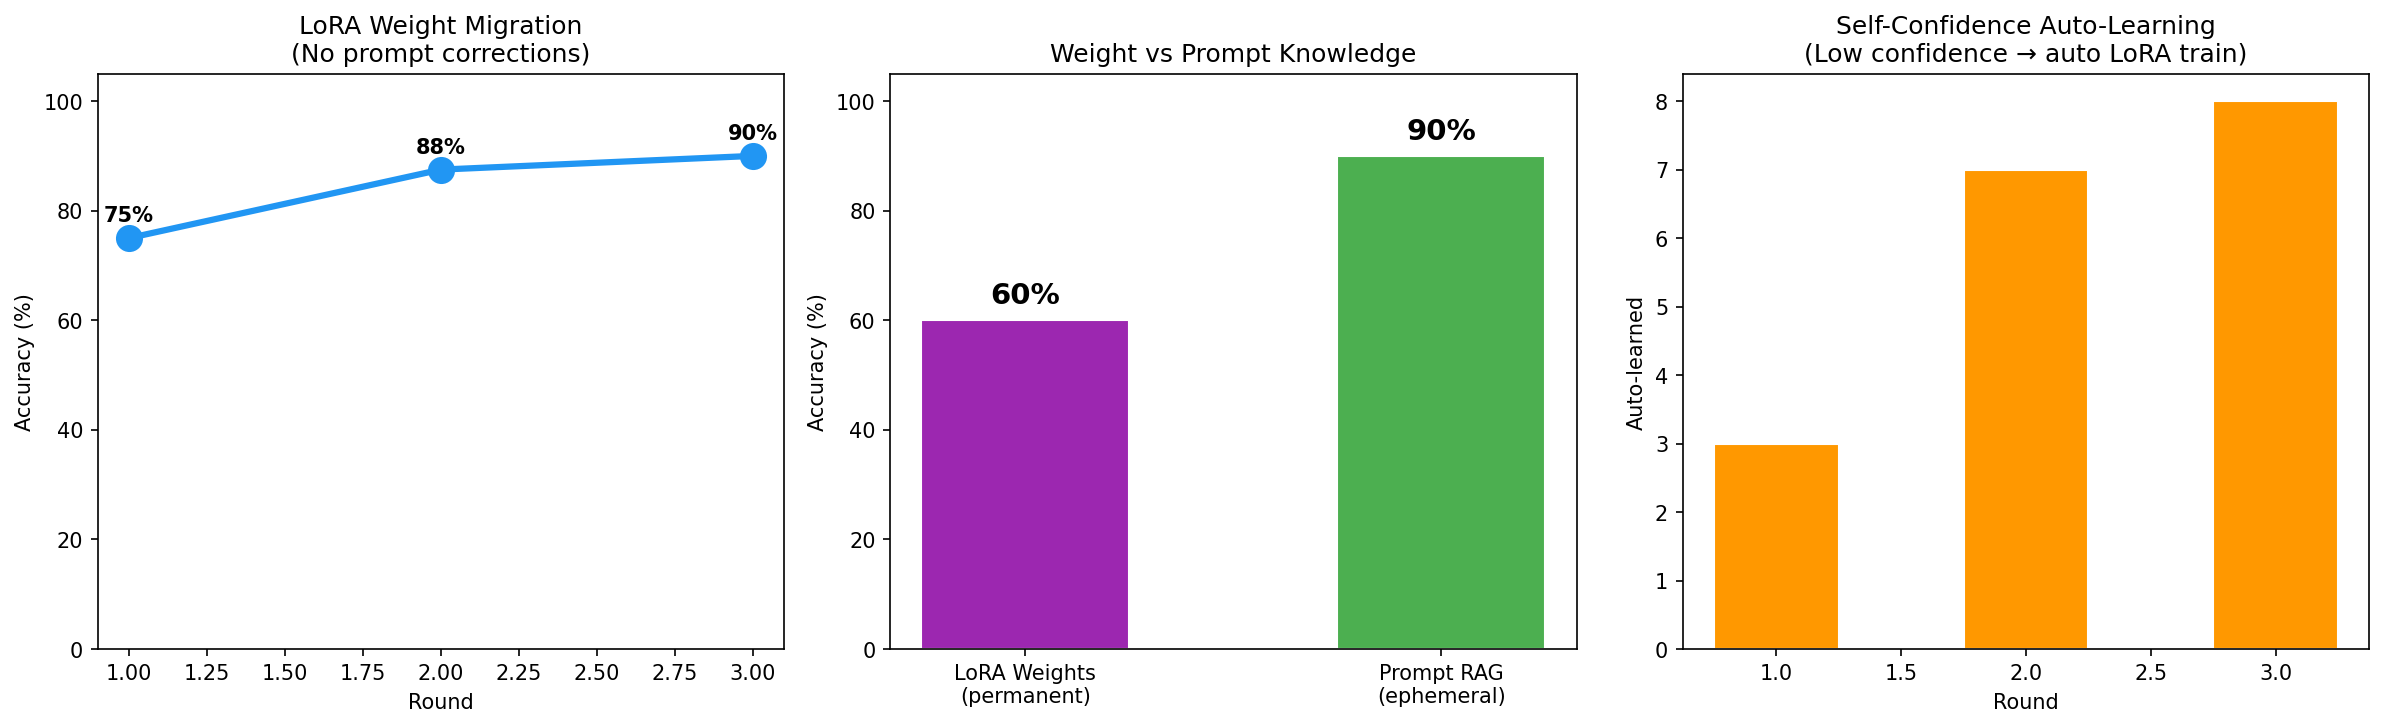 LoRA Weight Migration
(No prompt corrections)
Accuracy (%)
100
80
60
40
20
0
75%
88%
90%
1.00 1.25 1.50 1.75 2.00 2.25 2.50 2.75 3.00
Round
Weight vs Prompt Knowledge
Accuracy (%)
100
80
60
40
20
0
60%
90%
LoRA Weights
(permanent)
Prompt RAG
(ephemeral)
Self-Confidence Auto-Learning
(Low confidence → auto LoRA train)
Auto-learned
8
7
6
5
4
3
2
1
0
1.0 1.5 2.0 2.5 3.0
Round